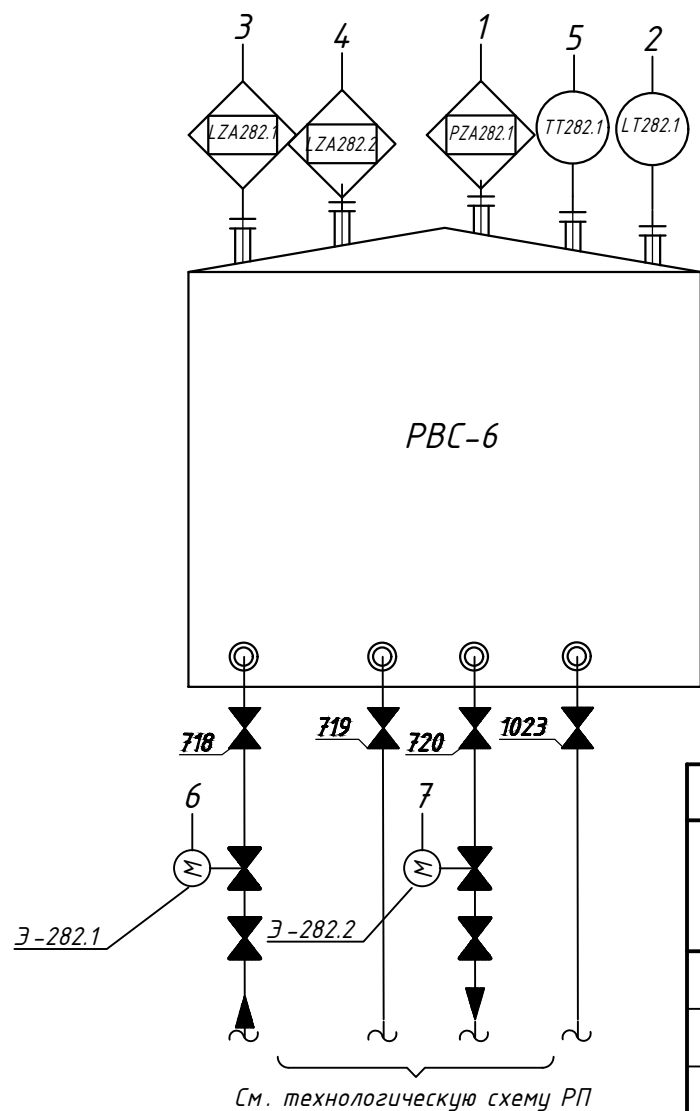 3 4 1 5 2
LZA282.1 LZA282.2 PZA282.1 TT282.1 LT282.1
РВС-6
718 719 720 1023
6 7
М М
Э-282.1 Э-282.2
См. технологическую схему РП